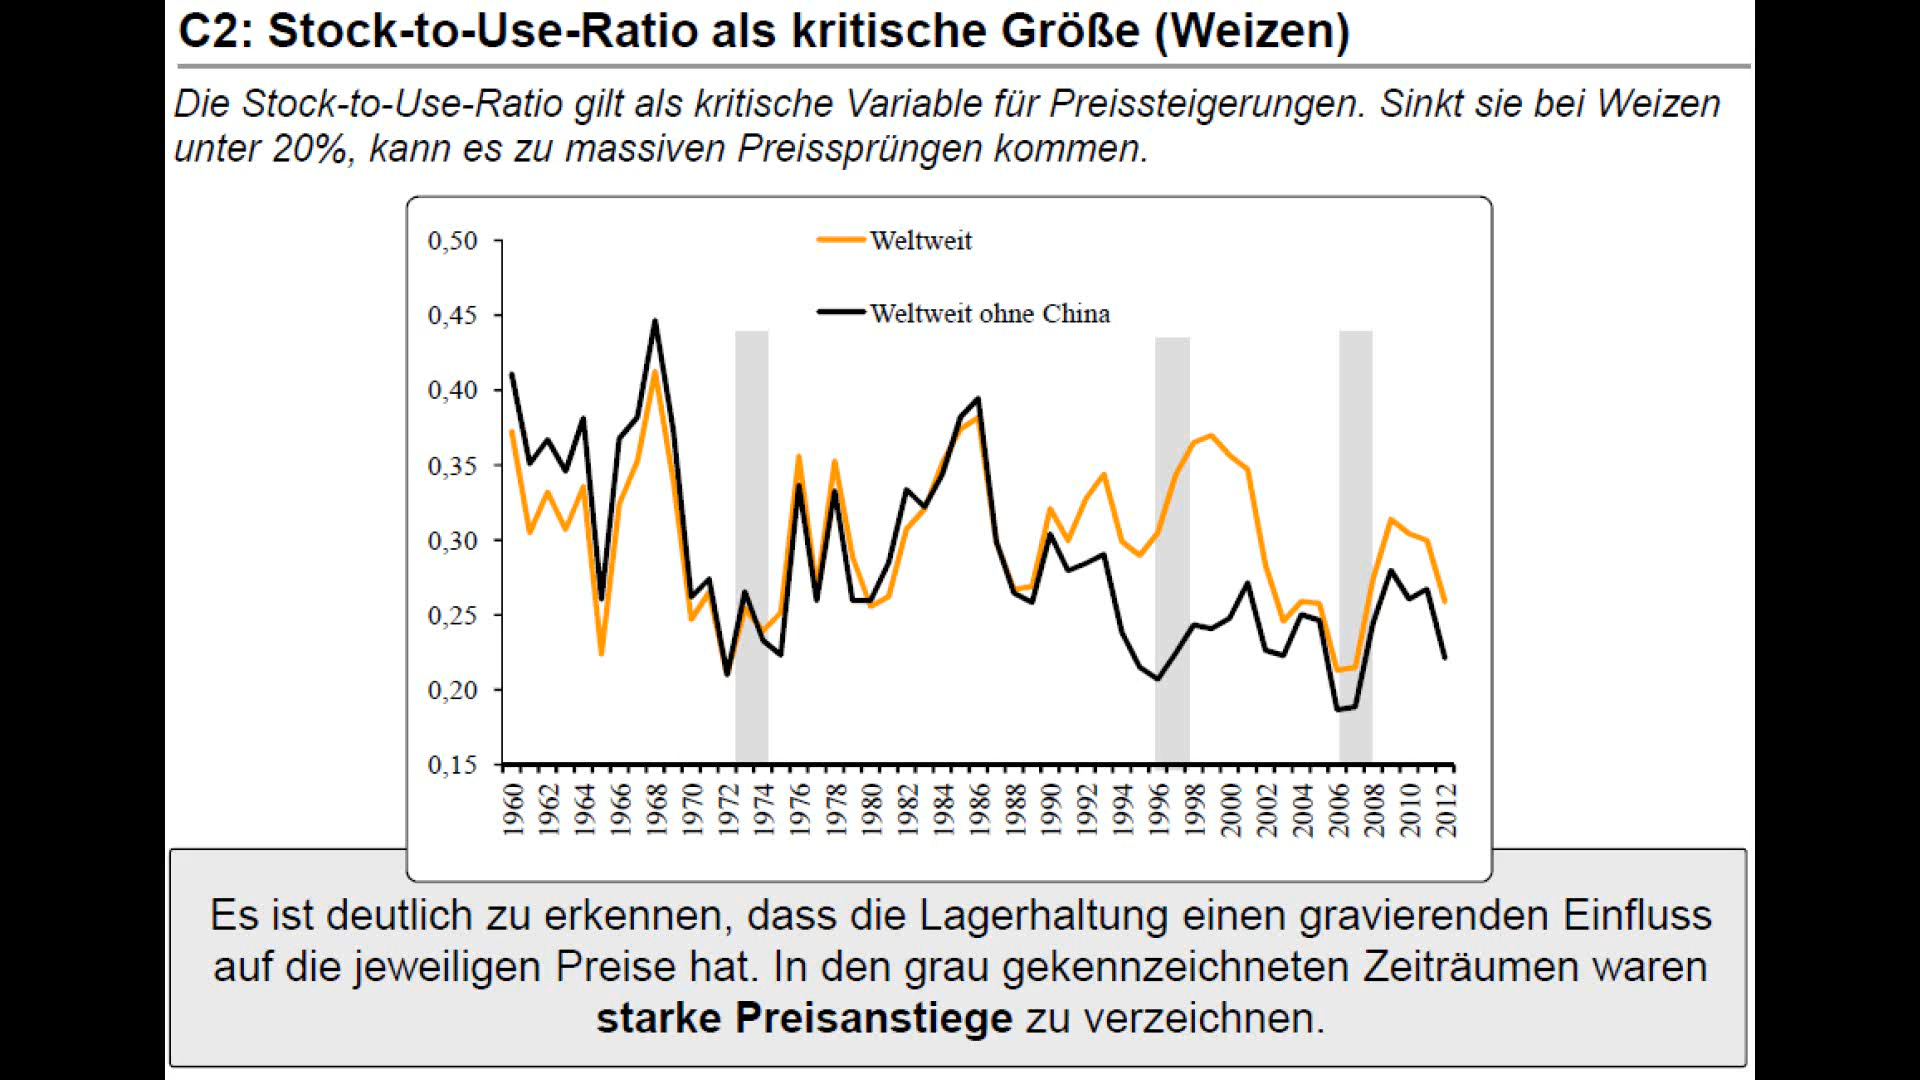 C2: Stock-to-Use-Ratio als kritische Größe (Weizen)
Die Stock-to-Use-Ratio gilt als kritische Variable für Preissteigerungen. Sinkt sie bei Weizen
unter 20%, kann es zu massiven Preissprüngen kommen.
Weltweit
Weltweit ohne China
0,50
0,45
0,40
0,35
0,30
0,25
0,20
0,15
1960 1962 1964 1966 1968 1970 1972 1974 1976 1978 1980 1982 1984 1986 1988 1990 1992 1994 1996 1998 2000 2002 2004 2006 2008 2010 2012
Es ist deutlich zu erkennen, dass die Lagerhaltung einen gravierenden Einfluss
auf die jeweiligen Preise hat. In den grau gekennzeichneten Zeiträumen waren
starke Preisanstiege zu verzeichnen.